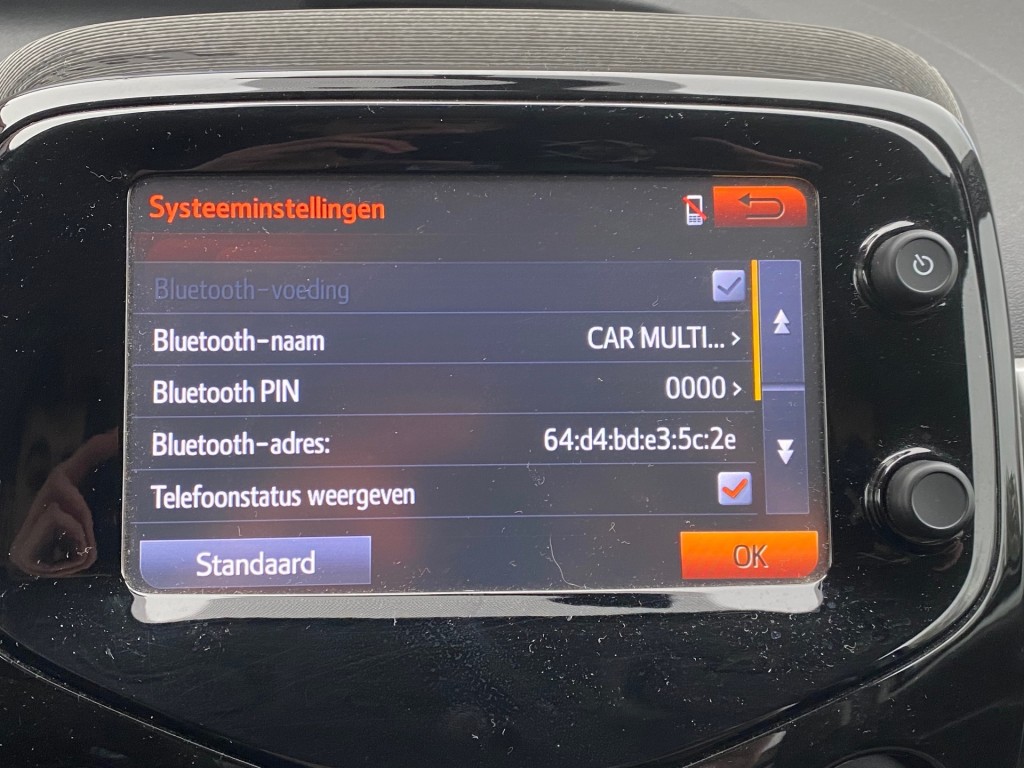 Systeeminstellingen
Bluetooth-voeding
Bluetooth-naam CAR MULTI... >
Bluetooth PIN 0000 >
Bluetooth-adres: 64:d4:bd:e3:5c:2e
Telefoonstatus weergeven
Standaard OK